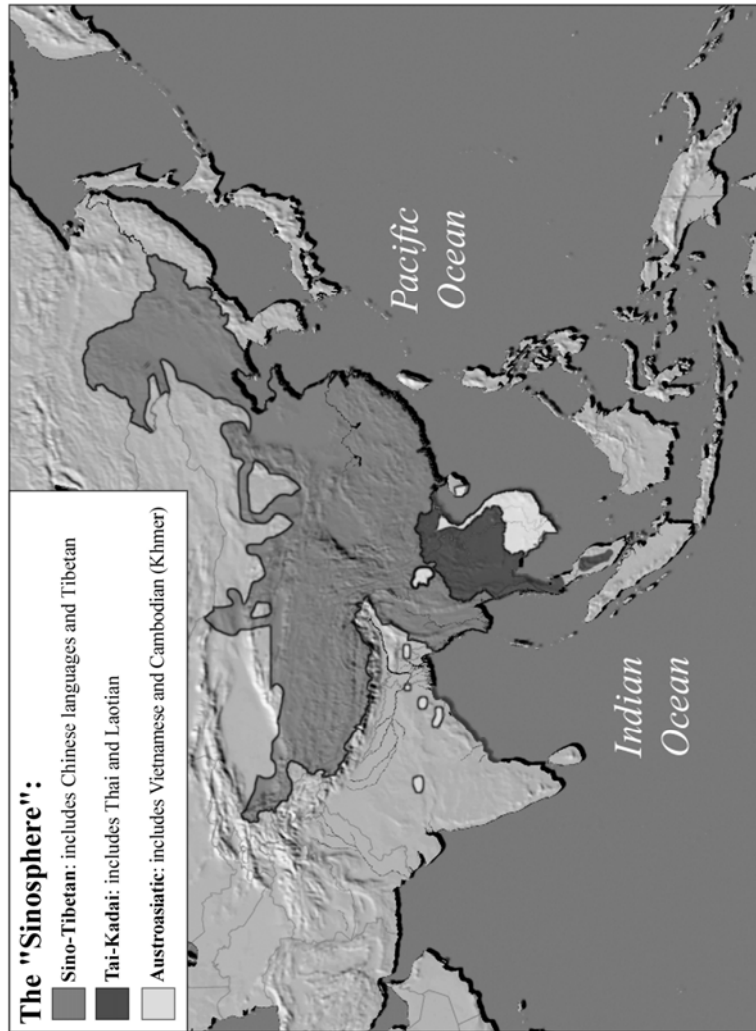 The "Sinosphere":
Sino-Tibetan: includes Chinese languages and Tibetan
Tai-Kadai: includes Thai and Laotian
Austroasiatic: includes Vietnamese and Cambodian (Khmer)
Pacific
Ocean
Indian
Ocean